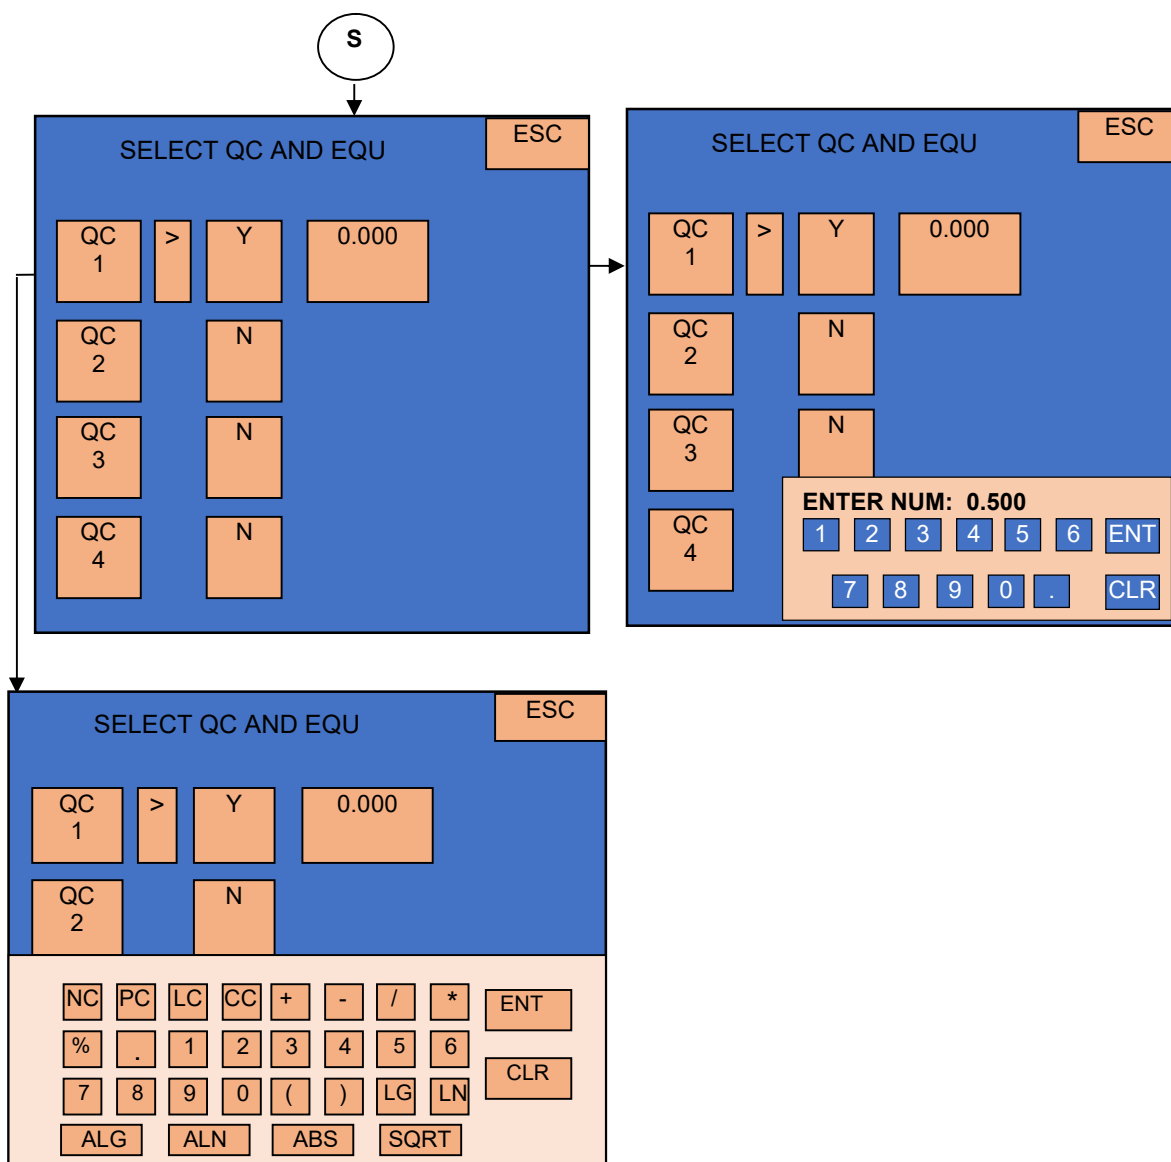 S
SELECT QC AND EQU
ESC
QC
1
>
Y
0.000
QC
2
N
QC
3
N
QC
4
N
SELECT QC AND EQU
ESC
QC
1
>
Y
0.000
QC
2
N
QC
3
N
QC
4
ENTER NUM: 0.500
1 2 3 4 5 6 ENT
7 8 9 0 . CLR
SELECT QC AND EQU
ESC
QC
1
>
Y
0.000
QC
2
N
NC PC LC CC + - / * ENT
% . 1 2 3 4 5 6
CLR
7 8 9 0 ( ) LG LN
ALG ALN ABS SQRT